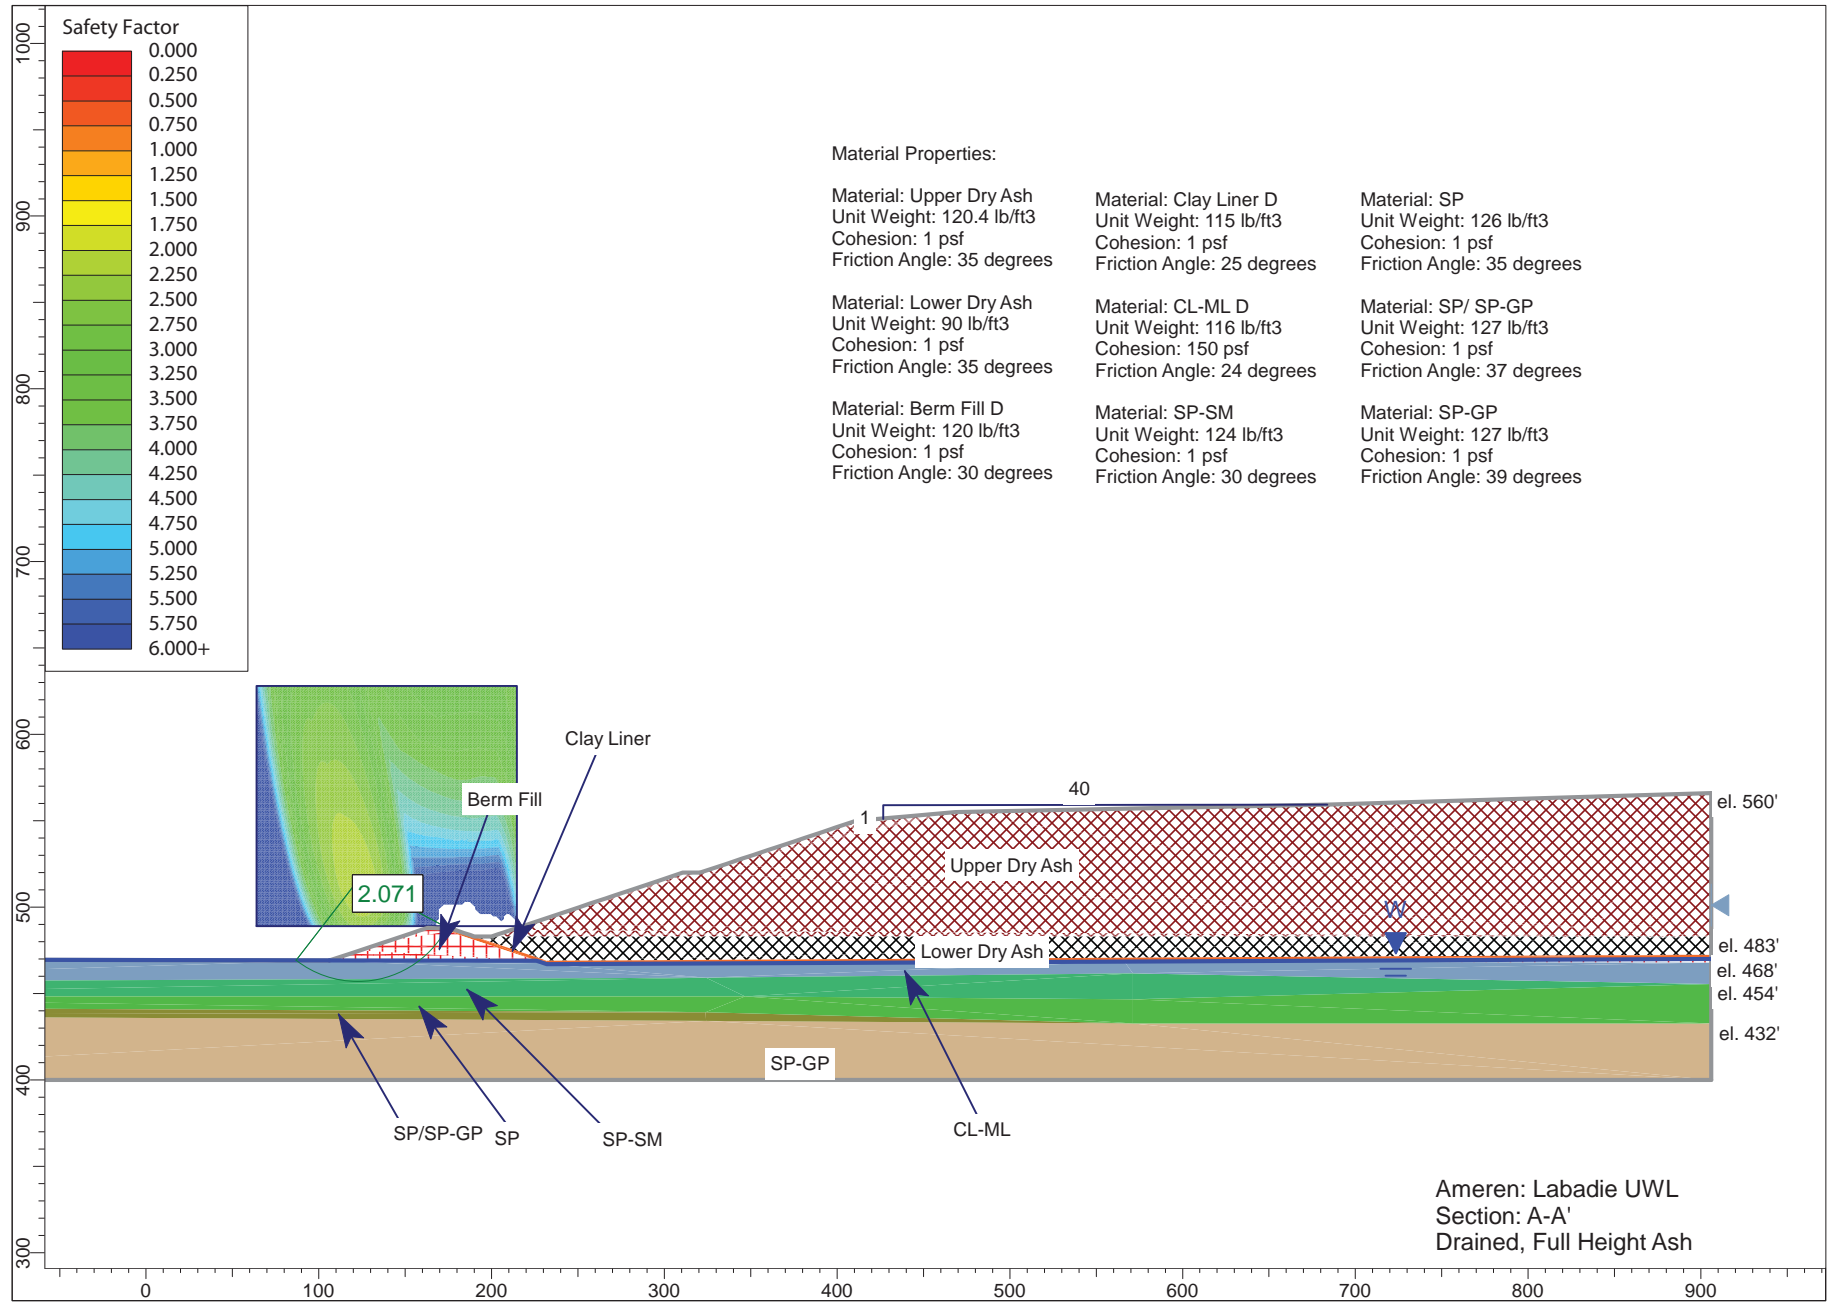 Safety Factor
0.000
0.250
0.500
0.750
1.000
1.250
1.500
1.750
2.000
2.250
2.500
2.750
3.000
3.250
3.500
3.750
4.000
4.250
4.500
4.750
5.000
5.250
5.500
5.750
6.000+
Material Properties:
Material: Upper Dry Ash
Unit Weight: 120.4 lb/ft3
Cohesion: 1 psf
Friction Angle: 35 degrees
Material: Lower Dry Ash
Unit Weight: 90 lb/ft3
Cohesion: 1 psf
Friction Angle: 35 degrees
Material: Berm Fill D
Unit Weight: 120 lb/ft3
Cohesion: 1 psf
Friction Angle: 30 degrees
Material: Clay Liner D
Unit Weight: 115 lb/ft3
Cohesion: 1 psf
Friction Angle: 25 degrees
Material: CL-ML D
Unit Weight: 116 lb/ft3
Cohesion: 150 psf
Friction Angle: 24 degrees
Material: SP-SM
Unit Weight: 124 lb/ft3
Cohesion: 1 psf
Friction Angle: 30 degrees
Material: SP
Unit Weight: 126 lb/ft3
Cohesion: 1 psf
Friction Angle: 35 degrees
Material: SP/ SP-GP
Unit Weight: 127 lb/ft3
Cohesion: 1 psf
Friction Angle: 37 degrees
Material: SP-GP
Unit Weight: 127 lb/ft3
Cohesion: 1 psf
Friction Angle: 39 degrees
1000
900
800
700
600
500
400
300
Clay Liner
Berm Fill
2.071
40
1
Upper Dry Ash
W
Lower Dry Ash
el. 560'
el. 483'
el. 468'
el. 454'
el. 432'
SP-GP
SP/SP-GP
SP
SP-SM
CL-ML
Ameren: Labadie UWL
Section: A-A'
Drained, Full Height Ash
0
100
200
300
400
500
600
700
800
900